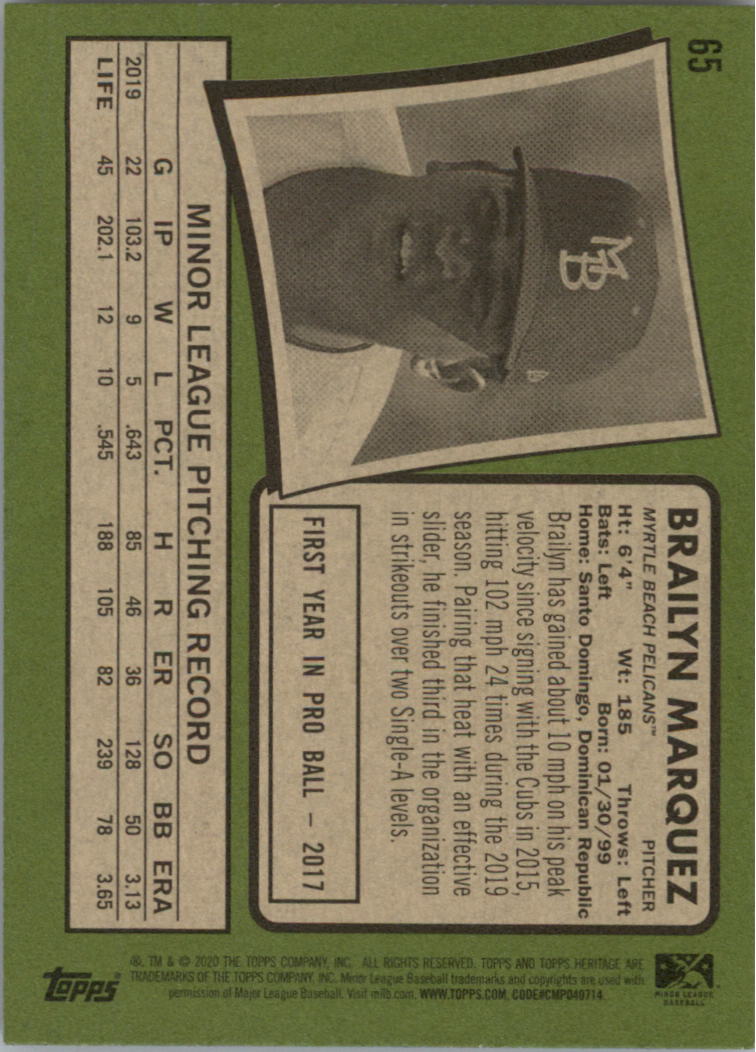 65
MB
BRAILYN MARQUEZ
MYRTLE BEACH PELICANS™ PITCHER
Ht: 6'4" Wt: 185 Throws: Left
Bats: Left Born: 01/30/99
Home: Santo Domingo, Dominican Republic
Brailyn has gained about 10 mph on his peak
velocity since signing with the Cubs in 2015,
hitting 102 mph 24 times during the 2019
season. Pairing that heat with an effective
slider, he finished third in the organization
in strikeouts over two Single-A levels.
FIRST YEAR IN PRO BALL – 2017
MINOR LEAGUE PITCHING RECORD
G IP W L PCT. H R ER SO BB ERA
2019 22 103.2 9 5 .643 85 46 36 128 50 3.13
LIFE 45 202.1 12 10 .545 188 105 82 239 78 3.65
MINOR LEAGUE
BASEBALL
®, TM & © 2020 THE TOPPS COMPANY, INC. ALL RIGHTS RESERVED. TOPPS AND TOPPS HERITAGE ARE
TRADEMARKS OF THE TOPPS COMPANY, INC. Minor League Baseball trademarks and copyrights are used with
permission of Major League Baseball. Visit milb.com. WWW.TOPPS.COM. CODE#CMP040714
Topps®